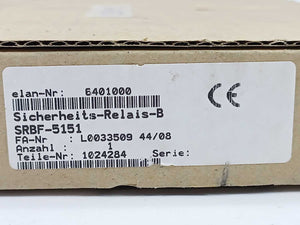 elan-Nr: 6401000
CE
Sicherheits-Relais-B
SRBF-5151
FA-Nr : L0033509 44/08
Anzahl : 1
Teile-Nr: 1024284 Serie: